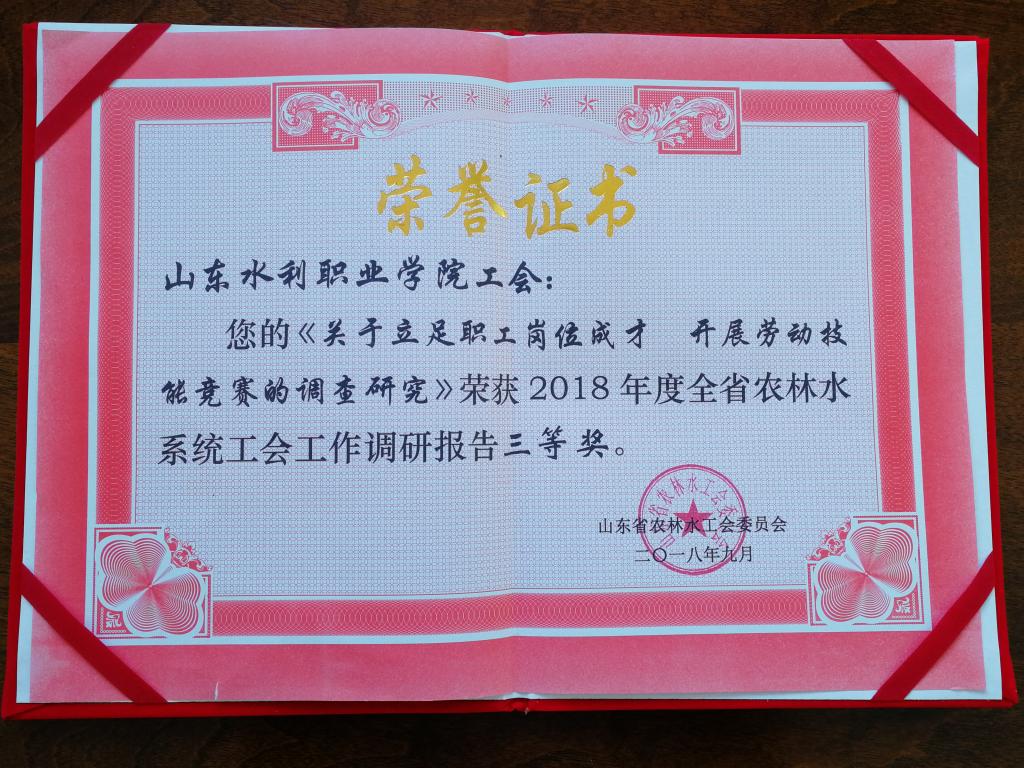 荣誉证书
山东水利职业学院工会：
您的《关于立足职工岗位成才 开展劳动技
能竞赛的调查研究》荣获2018年度全省农林水
系统工会工作调研报告三等奖。
山东省农林水工会委员会
二〇一八年九月